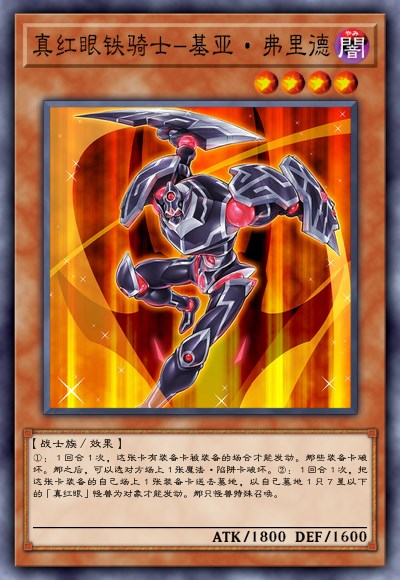 真红眼铁骑士–基亚·弗里德
闇
やみ
【战士族／效果】
①：1回合1次，这张卡有装备卡被装备的场合才能发动。那些装备卡破
坏。那之后，可以选对方场上1张魔法·陷阱卡破坏。②：1回合1次，把
这张卡装备的自己场上1张装备卡送去墓地，以自己墓地1只7星以下
的「真红眼」怪兽为对象才能发动。那只怪兽特殊召唤。
ATK/1800 DEF/1600